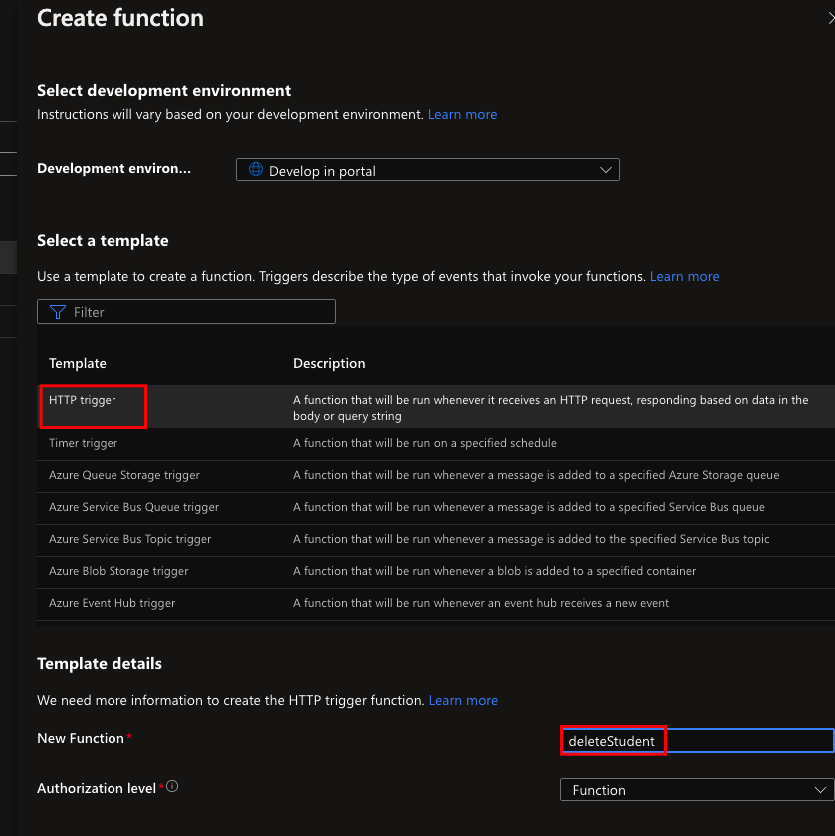 Create function
Select development environment
Instructions will vary based on your development environment. Learn more
Development environ... Develop in portal
Select a template
Use a template to create a function. Triggers describe the type of events that invoke your functions. Learn more
Filter
Template Description
HTTP trigger A function that will be run whenever it receives an HTTP request, responding based on data in the
body or query string
Timer trigger A function that will be run on a specified schedule
Azure Queue Storage trigger A function that will be run whenever a message is added to a specified Azure Storage queue
Azure Service Bus Queue trigger A function that will be run whenever a message is added to a specified Service Bus queue
Azure Service Bus Topic trigger A function that will be run whenever a message is added to the specified Service Bus topic
Azure Blob Storage trigger A function that will be run whenever a blob is added to a specified container
Azure Event Hub trigger A function that will be run whenever an event hub receives a new event
Template details
We need more information to create the HTTP trigger function. Learn more
New Function* deleteStudent
Authorization level* Function